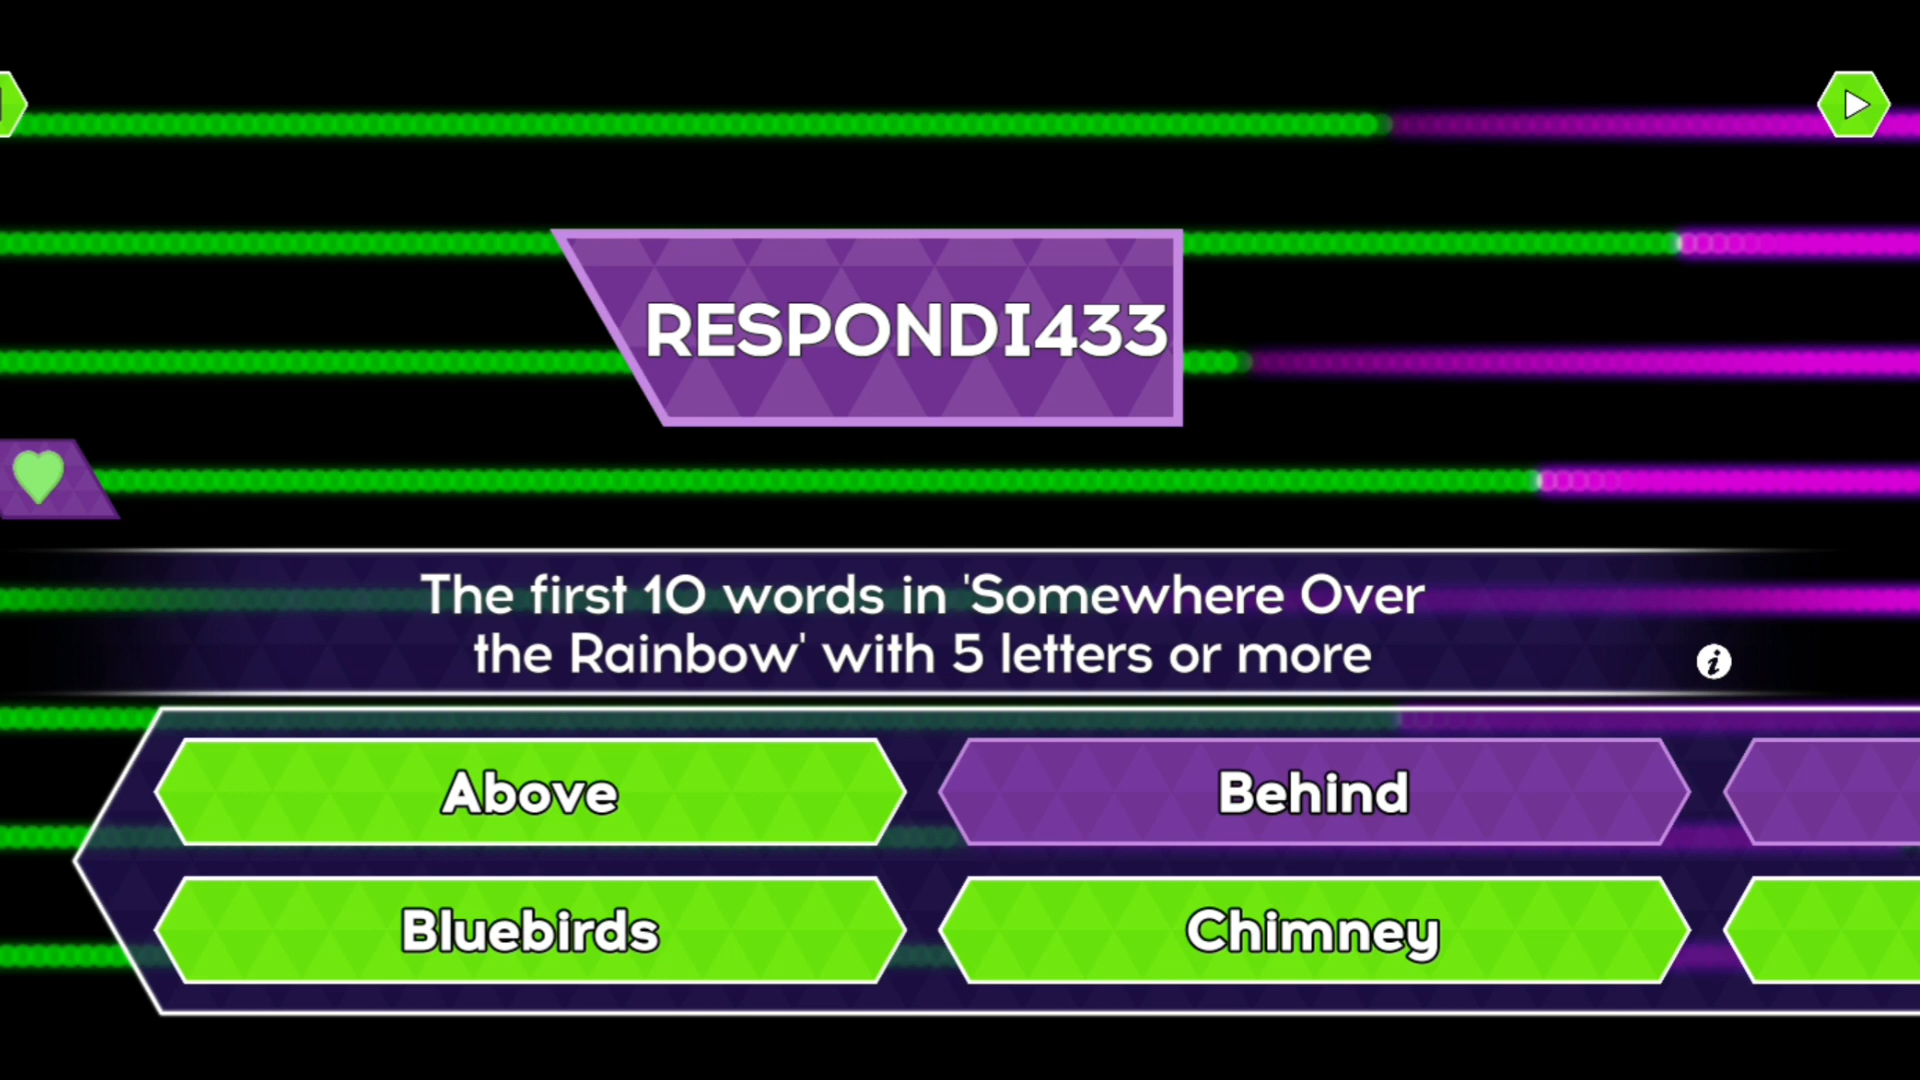 RESPONDI433
The first 10 words in 'Somewhere Over
the Rainbow' with 5 letters or more
i
Above
Behind
Bluebirds
Chimney